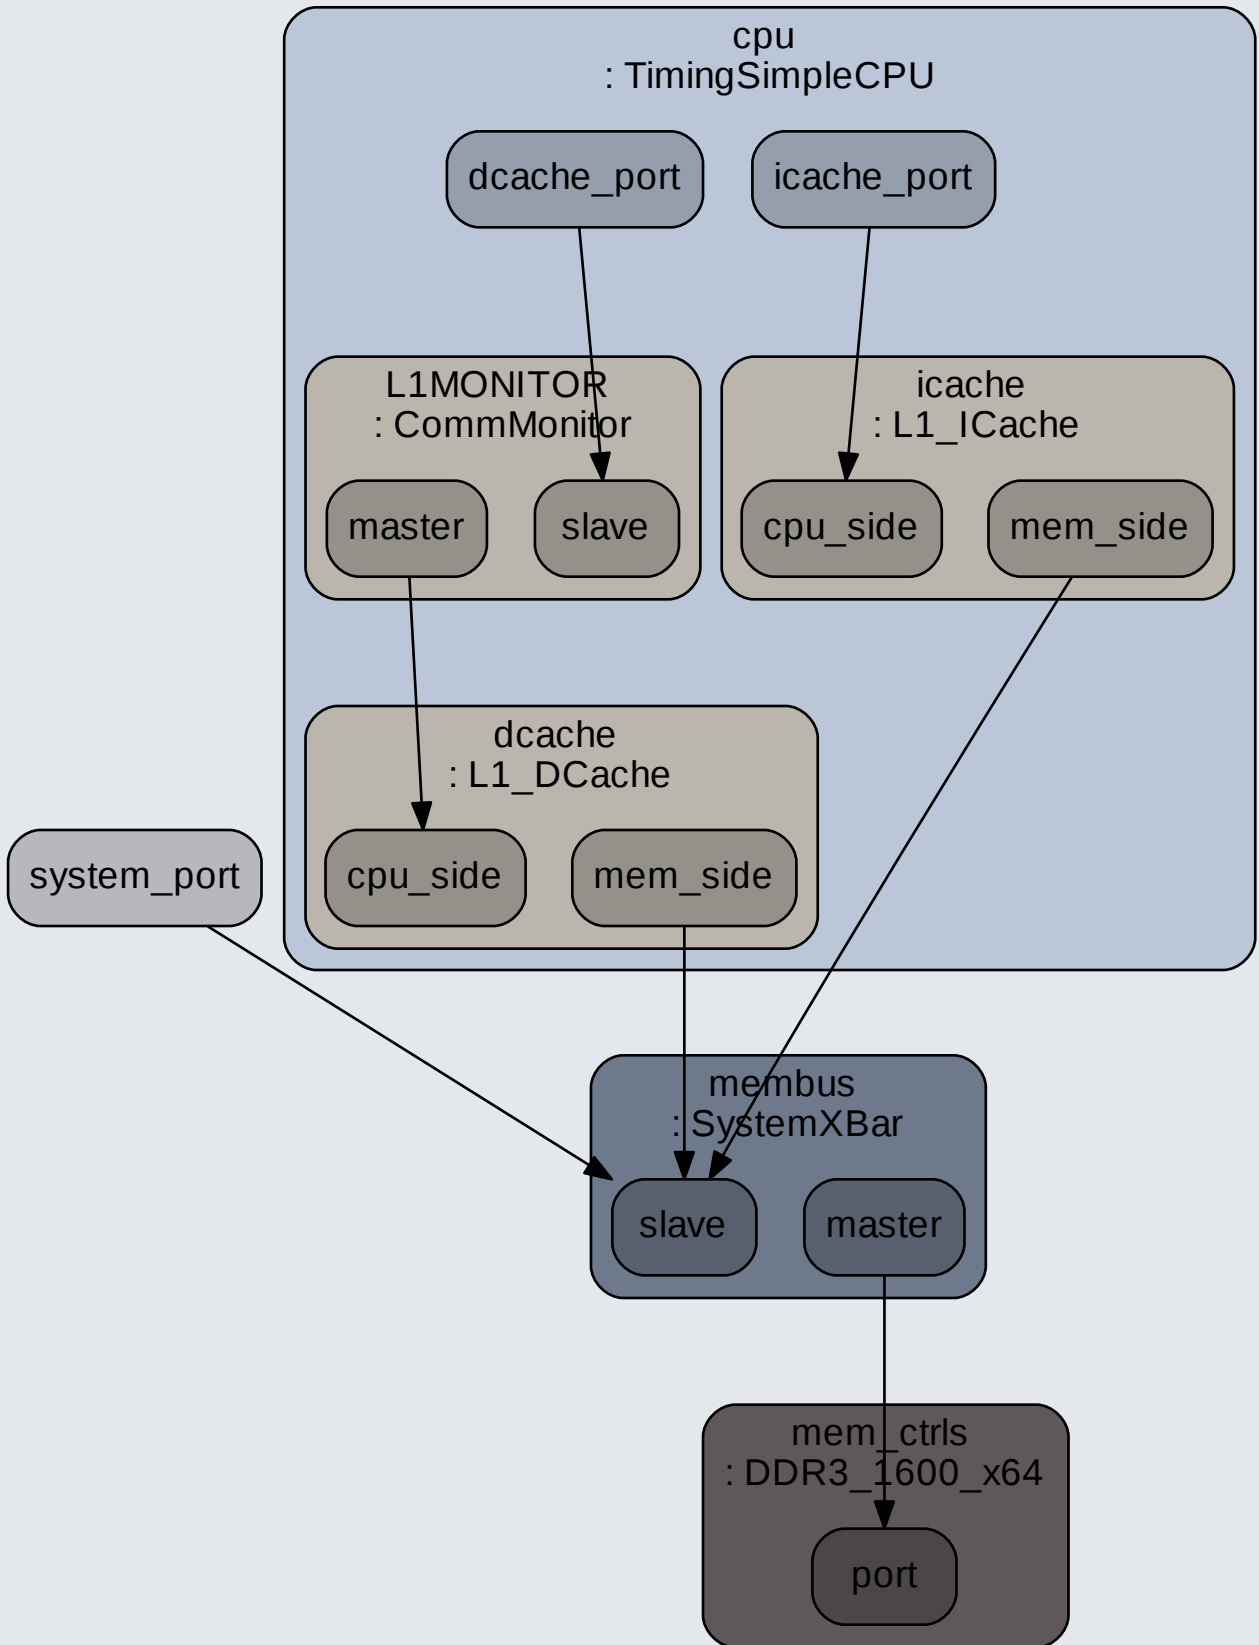 cpu
: TimingSimpleCPU
dcache_port
icache_port
L1MONITOR
: CommMonitor
master
slave
icache
: L1_ICache
cpu_side
mem_side
dcache
: L1_DCache
cpu_side
mem_side
system_port
membus
: SystemXBar
slave
master
mem_ctrls
: DDR3_1600_x64
port